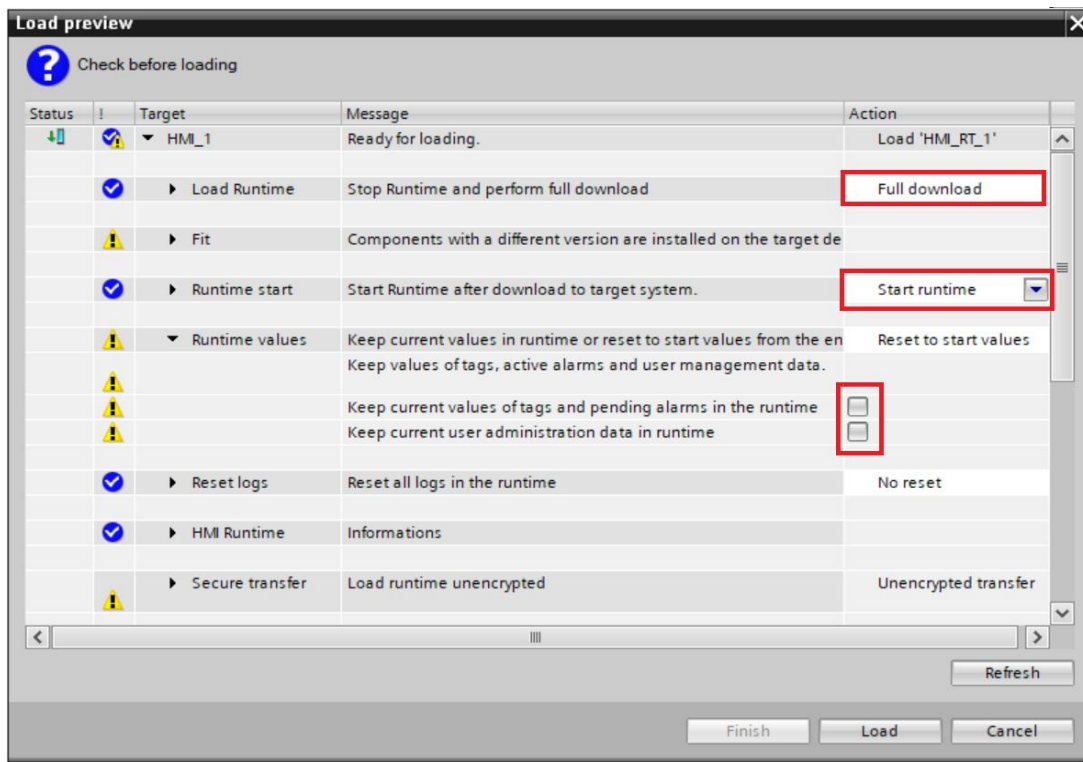 Load preview
Check before loading
Status ! Target Message Action
HMI_1 Ready for loading. Load 'HMI_RT_1'
Load Runtime Stop Runtime and perform full download Full download
Fit Components with a different version are installed on the target de
Runtime start Start Runtime after download to target system. Start runtime
Runtime values Keep current values in runtime or reset to start values from the en Reset to start values
Keep values of tags, active alarms and user management data.
Keep current values of tags and pending alarms in the runtime
Keep current user administration data in runtime
Reset logs Reset all logs in the runtime No reset
HMI Runtime Informations
Secure transfer Load runtime unencrypted Unencrypted transfer
Refresh
Finish Load Cancel